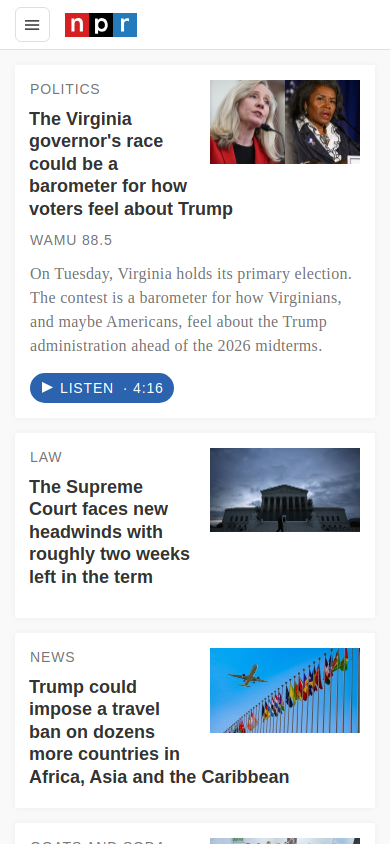 npr
POLITICS
The Virginia
governor's race
could be a
barometer for how
voters feel about Trump
WAMU 88.5
On Tuesday, Virginia holds its primary election.
The contest is a barometer for how Virginians,
and maybe Americans, feel about the Trump
administration ahead of the 2026 midterms.
LISTEN · 4:16
LAW
The Supreme
Court faces new
headwinds with
roughly two weeks
left in the term
NEWS
Trump could
impose a travel
ban on dozens
more countries in
Africa, Asia and the Caribbean
GOATS AND SODA